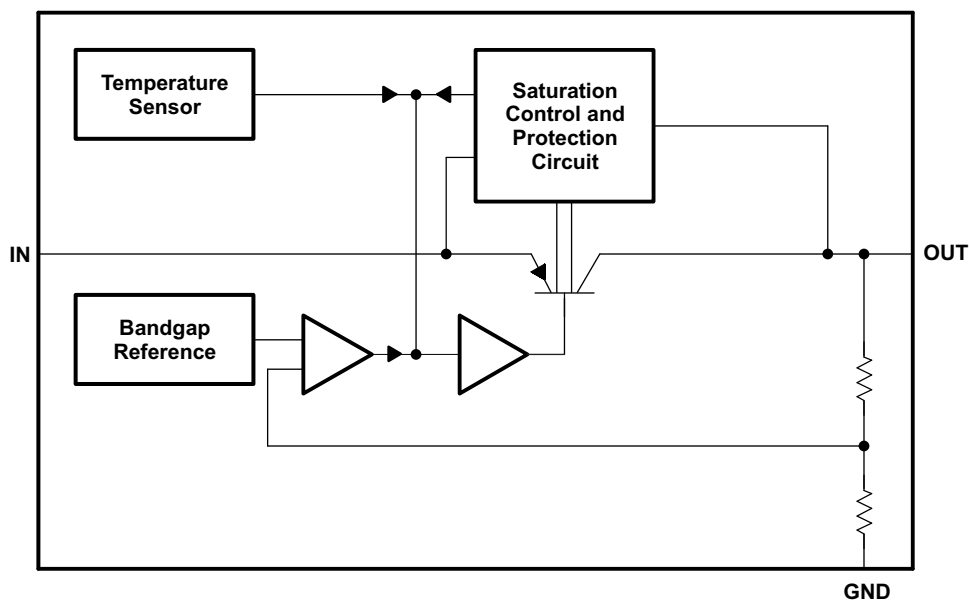 Temperature
Sensor
Saturation
Control and
Protection
Circuit
IN
OUT
Bandgap
Reference
GND